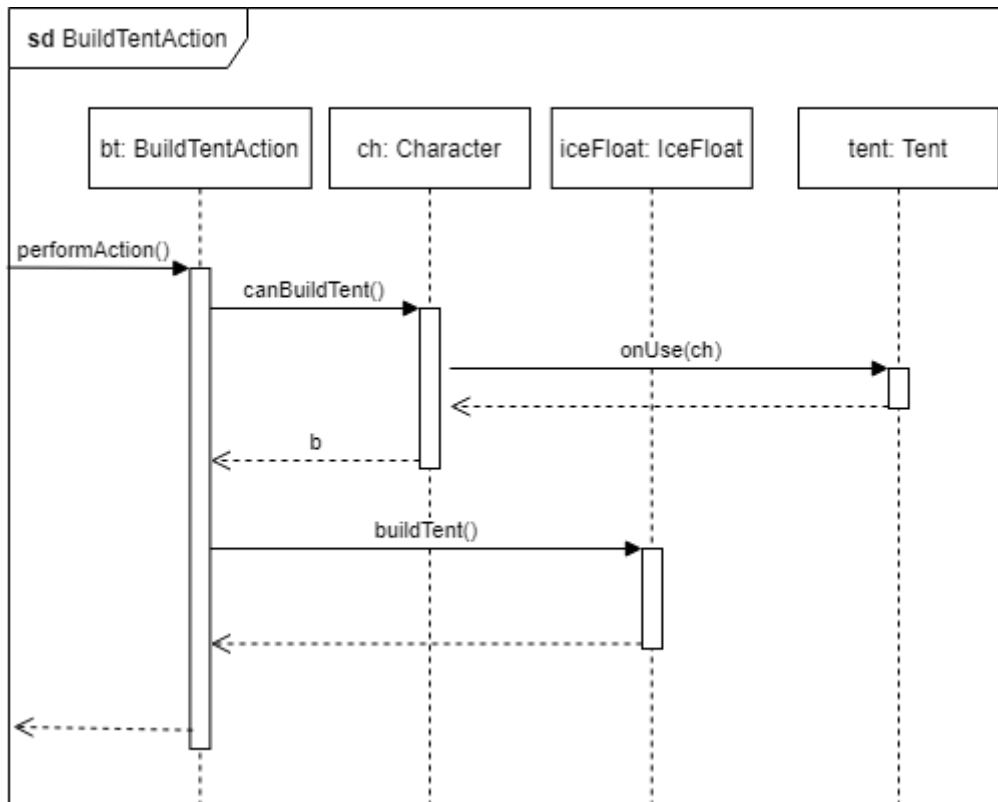 sd BuildTentAction
bt: BuildTentAction
ch: Character
iceFloat: IceFloat
tent: Tent
performAction()
canBuildTent()
onUse(ch)
b
buildTent()